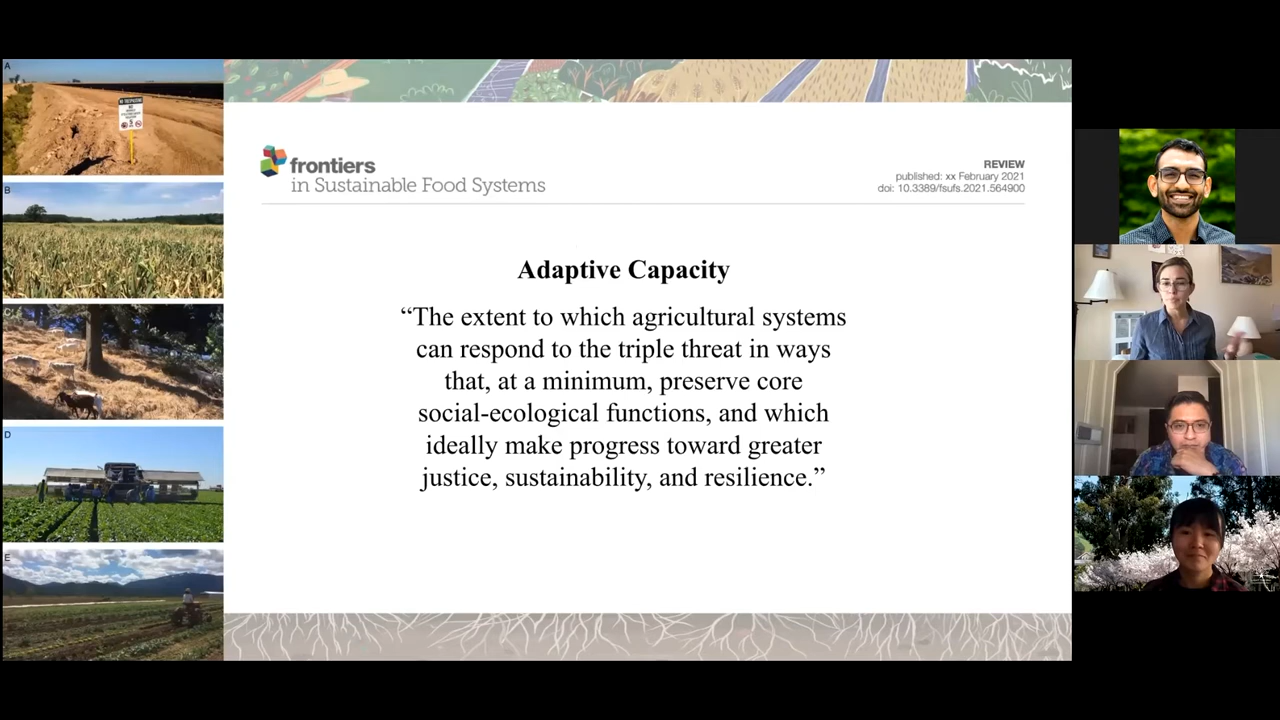 A
NO TRESPASSING
B
C
D
E
frontiers
in Sustainable Food Systems
REVIEW
published: xx February 2021
doi: 10.3389/fsufs.2021.564900
Adaptive Capacity
“The extent to which agricultural systems
can respond to the triple threat in ways
that, at a minimum, preserve core
social-ecological functions, and which
ideally make progress toward greater
justice, sustainability, and resilience.”